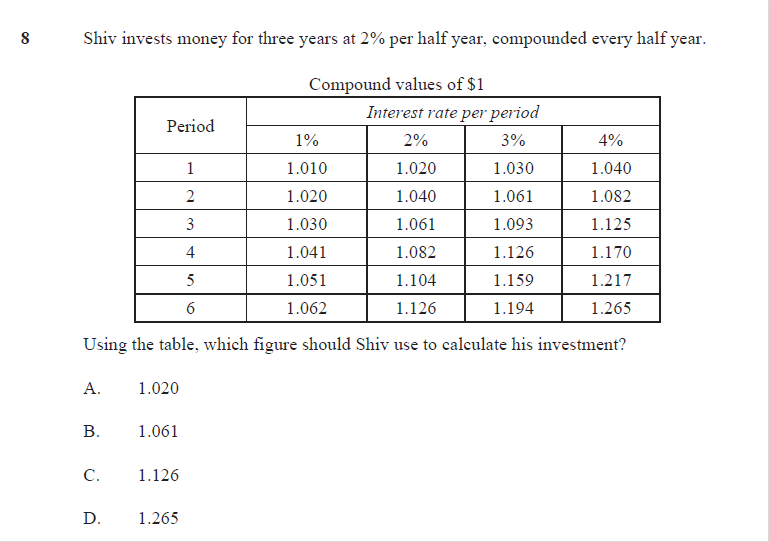 8 Shiv invests money for three years at 2% per half year, compounded every half year.
Compound values of $1
Period
Interest rate per period
1% 2% 3% 4%
1 1.010 1.020 1.030 1.040
2 1.020 1.040 1.061 1.082
3 1.030 1.061 1.093 1.125
4 1.041 1.082 1.126 1.170
5 1.051 1.104 1.159 1.217
6 1.062 1.126 1.194 1.265
Using the table, which figure should Shiv use to calculate his investment?
A. 1.020
B. 1.061
C. 1.126
D. 1.265